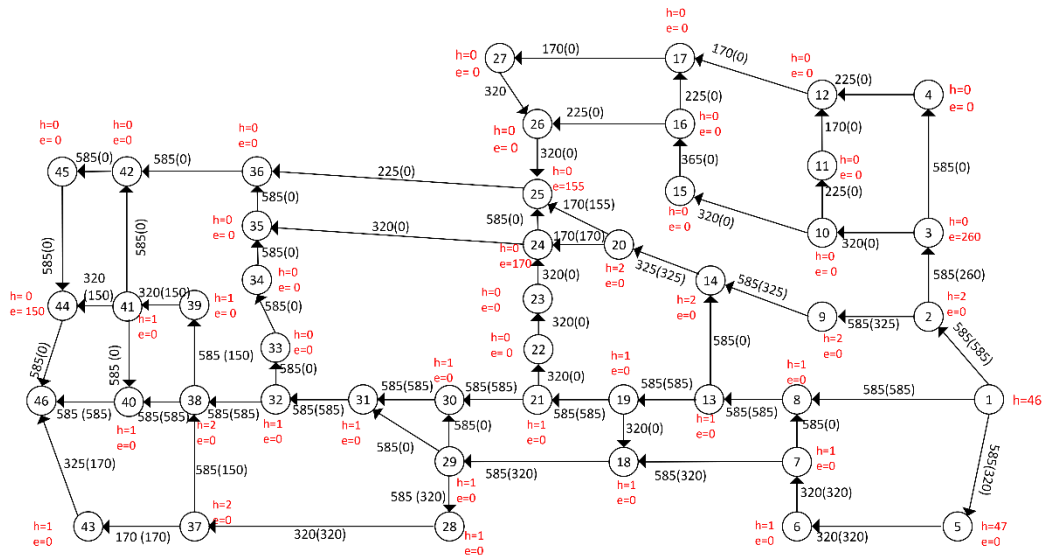 h=0
h=0
e= 0
27
170(0)
17
170(0)
h=0
e= 0
h=0
e= 0
320
225(0)
12
225(0)
4
h=0
e= 0
26
225(0)
16
h=0
e= 0
170(0)
h=0
e= 0
320(0)
365(0)
11
h=0
e= 0
585(0)
h=0
e= 0
h=0
e= 0
h=0
e= 0
45
585(0)
42
585(0)
36
225(0)
25
h=0
e=155
15
h=0
e= 0
225(0)
320(0)
10
320(0)
3
h=0
e=260
h=0
e= 0
585(0)
170(155)
h=0
e= 0
35
h=0
e= 0
320(0)
585(0)
24
170(170)
20
h=0
e=170
h=2
e= 0
585(260)
585(0)
585(0)
585(0)
34
h=0
e= 0
320(0)
325(325)
14
585(325)
h=2
e= 0
h=2
e=0
h=0
e= 150
44
320
(150)
41
320(150)
39
h=1
e= 0
23
9
585(325)
2
h=1
e=0
585(0)
320(0)
h=2
e=0
585(585)
33
h=0
e= 0
h=0
e= 0
22
585(0)
585(0)
585 (0)
585 (150)
585(0)
320(0)
h=1
e=0
h=1
e=0
h=1
e=0
46
585 (585)
40
585(585)
38
585(585)
32
585(585)
31
585(585)
30
585(585)
21
585(585)
19
585(585)
13
585(585)
8
585(585)
1
h=46
h=1
e=0
h=2
e=0
h=1
e=0
h=1
e=0
h=1
e=0
h=1
e=0
585(0)
585(0)
320(0)
585(0)
585(320)
29
h=1
e=0
585(320)
18
h=1
e=0
585(320)
7
h=1
e=0
325(170)
585(150)
585 (320)
320(320)
h=1
e=0
43
170 (170)
37
h=2
e=0
320(320)
28
h=1
e=0
h=1
e=0
6
320(320)
5
h=47
e=0